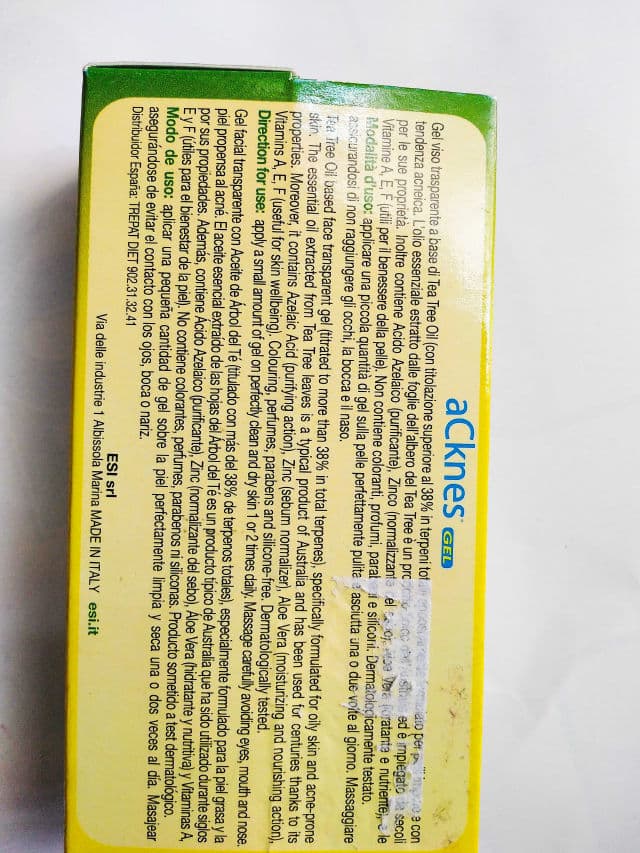 aCknes GEL
Gel viso trasparente a base di Tea Tree Oil (con titolazione superiore al 38% in terpeni e con
tendenza acneica. L'olio essenziale estratto dalle foglie dell'albero del Tea Tree è un ed è impiegato da secoli
per le sue proprietà. Inoltre contiene Acido Azelaico (purificante), Zinco (normalizzante del Aloe Vera (idratante e nutriente), e le
Vitamine A, E, F (utili per il benessere della pelle). Non contiene coloranti, profumi, e siliconi. Dermatologicamente testato.
Modalità d'uso: applicare una piccola quantità di gel sulla pelle perfettamente pulita e asciutta una o due volte al giorno. Massaggiare
assicurandosi di non raggiungere gli occhi, la bocca e il naso.
Tea Tree Oil based face transparent gel (titrated to more than 38% in total terpenes), specifically formulated for oily skin and acne-prone
skin. The essential oil extracted from Tea Tree leaves is a typical product of Australia and has been used for centuries thanks to its
properties. Moreover, it contains Azelaic Acid (purifying action), Zinc (sebum normalizer), Aloe Vera (moisturizing and nourishing action),
Vitamins A, E, F (useful for skin wellbeing). Colouring, perfumes, parabens and silicone-free. Dermatologically tested.
Direction for use: apply a small amount of gel on perfectly clean and dry skin 1 or 2 times daily. Massage carefully avoiding eyes, mouth and nose.
Gel facial transparente con Aceite de Árbol del Té (titulado con más del 38% de terpenos totales), especialmente formulado para la piel grasa y la
piel propensa al acné. El aceite esencial extraído de las hojas del Árbol del Té es un producto típico de Australia que ha sido utilizado durante siglos
por sus propiedades. Además, contiene Ácido Azelaico (purificante), Zinc (normalizante del sebo), Aloe Vera (hidratante y nutritiva) y Vitaminas A,
E y F (útiles para el bienestar de la piel). No contiene colorantes, perfumes, parabenos ni siliconas. Producto sometido a test dermatológico.
Modo de uso: aplicar una pequeña cantidad de gel sobre la piel perfectamente limpia y seca una o dos veces al día. Masajear
asegurándose de evitar el contacto con los ojos, boca o nariz.
Distribuidor España: TREPAT DIET 902.31.32.41
ESI srl
Via delle industrie 1 Albissola Marina MADE IN ITALY esi.it